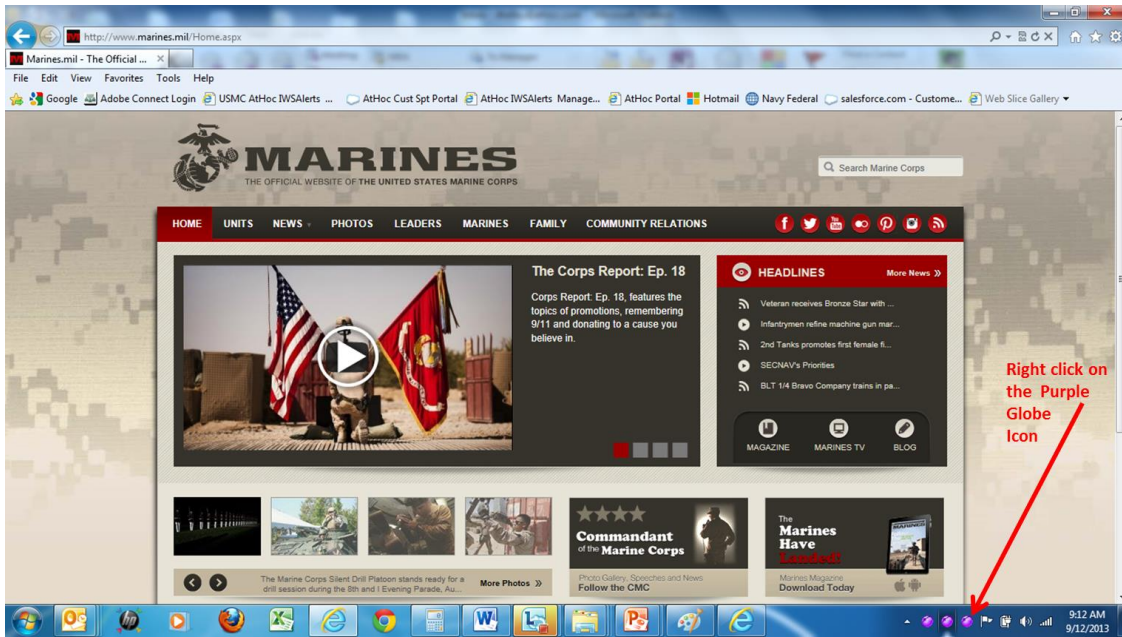 http://www.marines.mil/Home.aspx
Marines.mil - The Official ...
File Edit View Favorites Tools Help
Google Adobe Connect Login USMC AtHoc IWSAlerts ... AtHoc Cust Spt Portal AtHoc IWSAlerts Manage... AtHoc Portal Hotmail Navy Federal salesforce.com - Custome... Web Slice Gallery
MARINES
THE OFFICIAL WEBSITE OF THE UNITED STATES MARINE CORPS
Search Marine Corps
HOME UNITS NEWS PHOTOS LEADERS MARINES FAMILY COMMUNITY RELATIONS
The Corps Report: Ep. 18
Corps Report: Ep. 18, features the
topics of promotions, remembering
9/11 and donating to a cause you
believe in.
HEADLINES More News »
Veteran receives Bronze Star with ...
Infantrymen refine machine gun mar...
2nd Tanks promotes first female fi...
SECNAV's Priorities
BLT 1/4 Bravo Company trains in pa...
MAGAZINE MARINES TV BLOG
Right click on
the Purple
Globe
Icon
The Marine Corps Silent Drill Platoon stands ready for a
drill session during the 8th and I Evening Parade, Au...
More Photos »
Commandant
of the Marine Corps
Photo Gallery, Speeches and News
Follow the CMC
The
Marines
Have
Landed!
Marines Magazine
Download Today
9:12 AM
9/12/2013